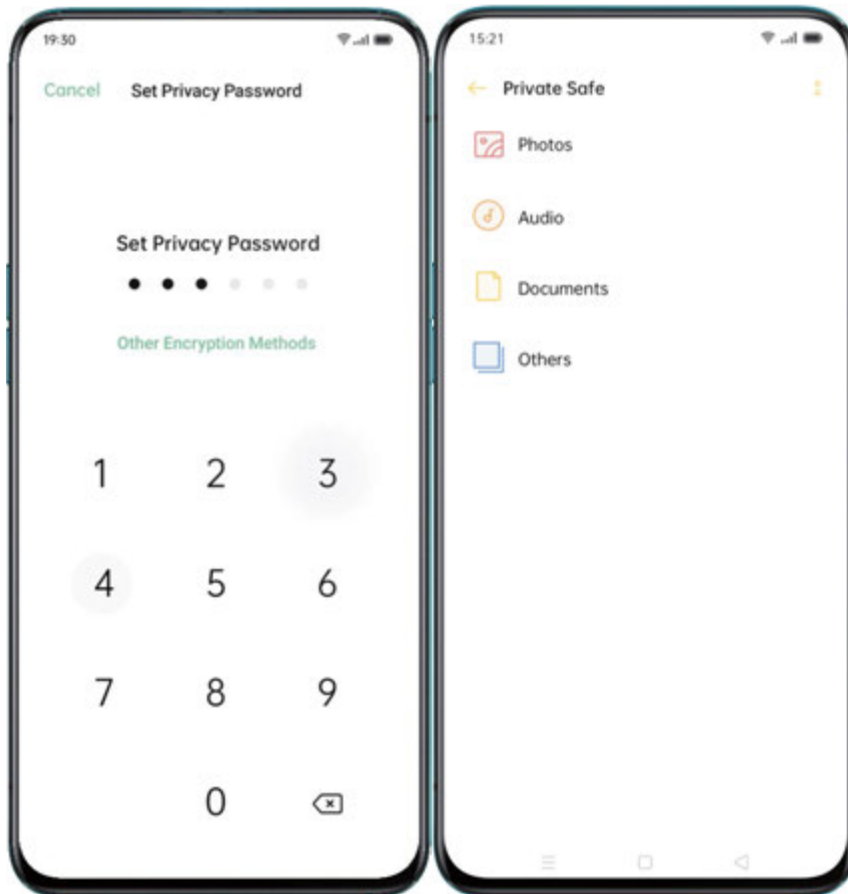 19:30
Cancel Set Privacy Password
Set Privacy Password
Other Encryption Methods
1 2 3
4 5 6
7 8 9
0
15:21
Private Safe
Photos
Audio
Documents
Others